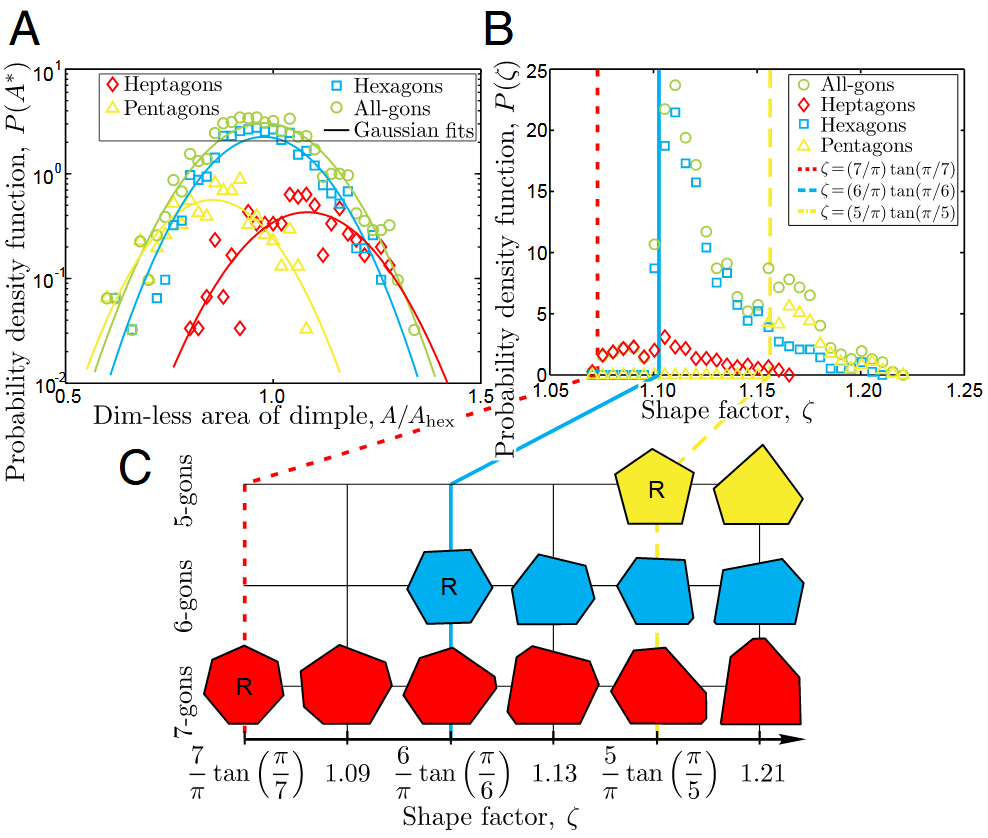 A
Probability density function, P(A*)
10^1
10^0
10^-1
10^-2
Heptagons
Pentagons
Hexagons
All-gons
Gaussian fits
0.5
1.0
1.5
Dim-less area of dimple, A/A_hex
B
Probability density function, P(ζ)
25
20
15
10
5
0
All-gons
Heptagons
Hexagons
Pentagons
ζ=(7/π) tan(π/7)
ζ=(6/π) tan(π/6)
ζ=(5/π) tan(π/5)
1.05
1.10
1.15
1.20
1.25
Shape factor, ζ
C
5-gons
R
6-gons
R
7-gons
R
7/π tan (π/7)
1.09
6/π tan (π/6)
1.13
5/π tan (π/5)
1.21
Shape factor, ζ